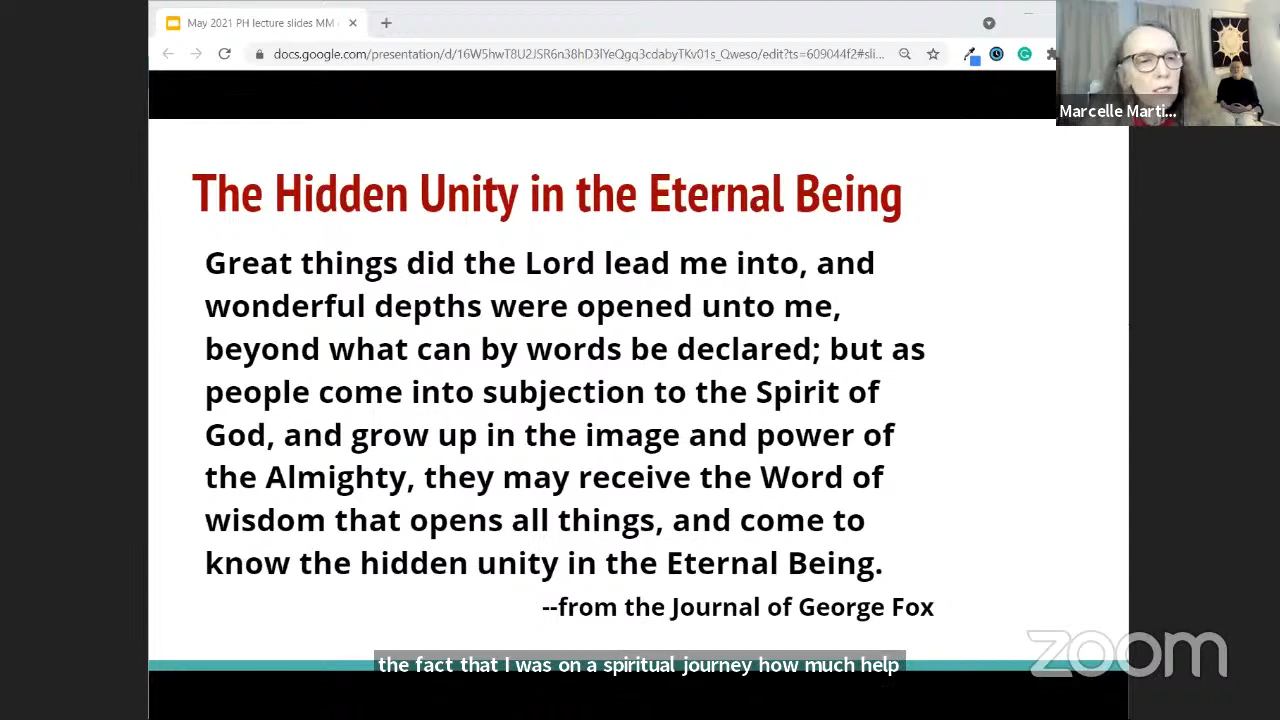 May 2021 PH lecture slides MM
docs.google.com/presentation/d/16W5hwT8U2JSR6n38hD3lYeQgq3cdabyTKv01s_Qweso/edit?ts=609044f2#sli...
Marcelle Marti...
The Hidden Unity in the Eternal Being
Great things did the Lord lead me into, and
wonderful depths were opened unto me,
beyond what can by words be declared; but as
people come into subjection to the Spirit of
God, and grow up in the image and power of
the Almighty, they may receive the Word of
wisdom that opens all things, and come to
know the hidden unity in the Eternal Being.
--from the Journal of George Fox
zoom
the fact that I was on a spiritual journey how much help